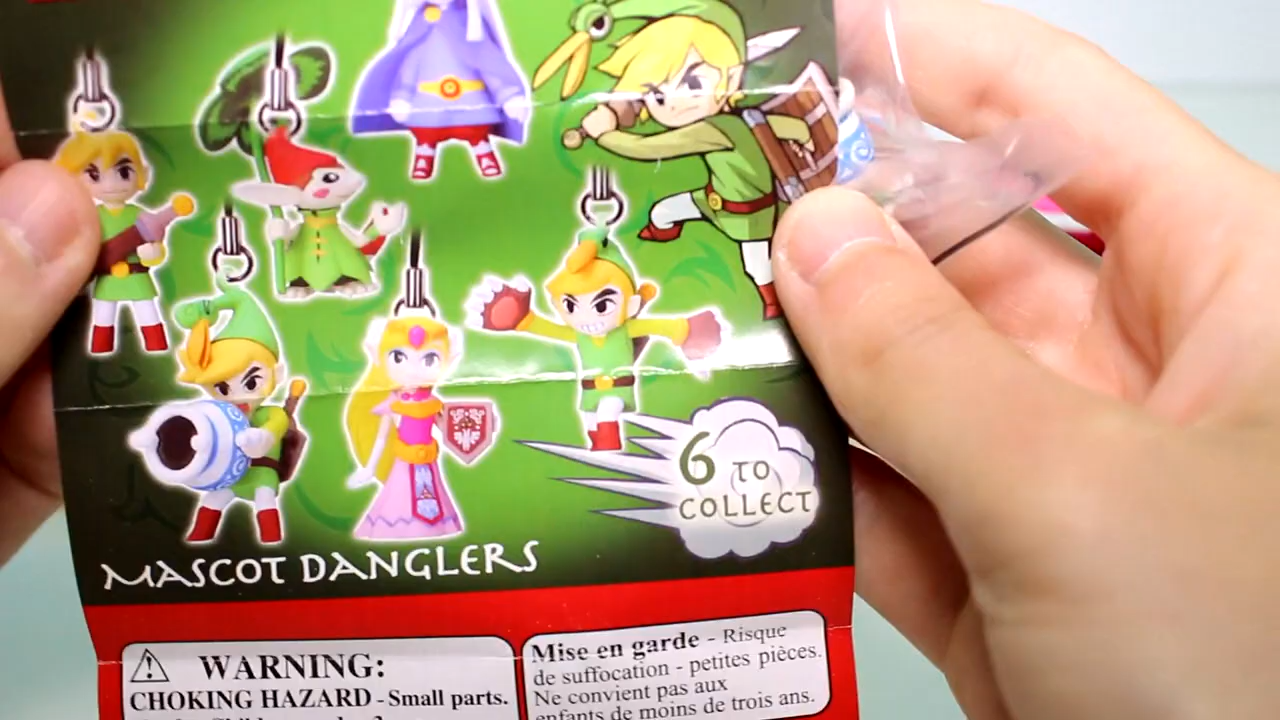 6 TO
COLLECT
MASCOT DANGLERS
WARNING:
CHOKING HAZARD - Small parts.
Mise en garde - Risque
de suffocation - petites pièces.
Ne convient pas aux
enfants de moins de trois ans.